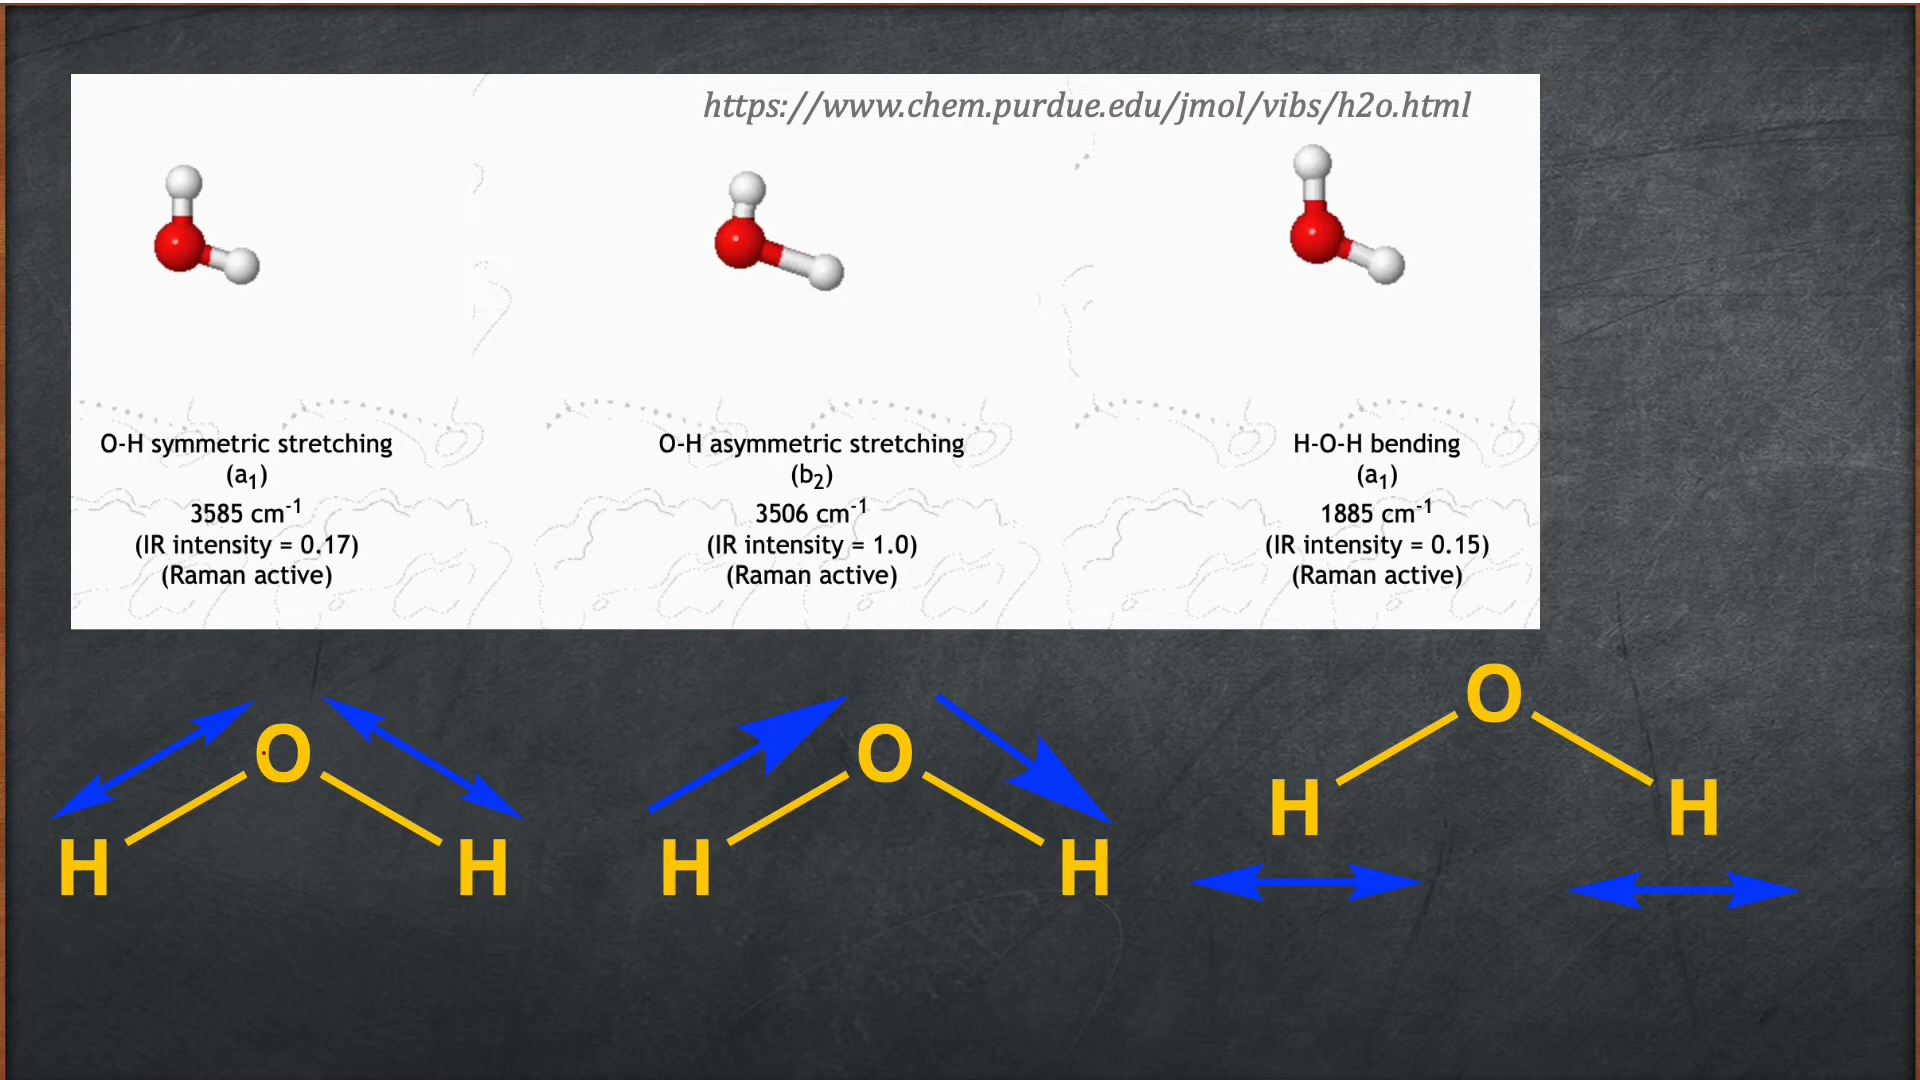 https://www.chem.purdue.edu/jmol/vibs/h2o.html
O-H symmetric stretching
(a₁)
3585 cm⁻¹
(IR intensity = 0.17)
(Raman active)
O-H asymmetric stretching
(b₂)
3506 cm⁻¹
(IR intensity = 1.0)
(Raman active)
H-O-H bending
(a₁)
1885 cm⁻¹
(IR intensity = 0.15)
(Raman active)
O
H H
O
H H
O
H H